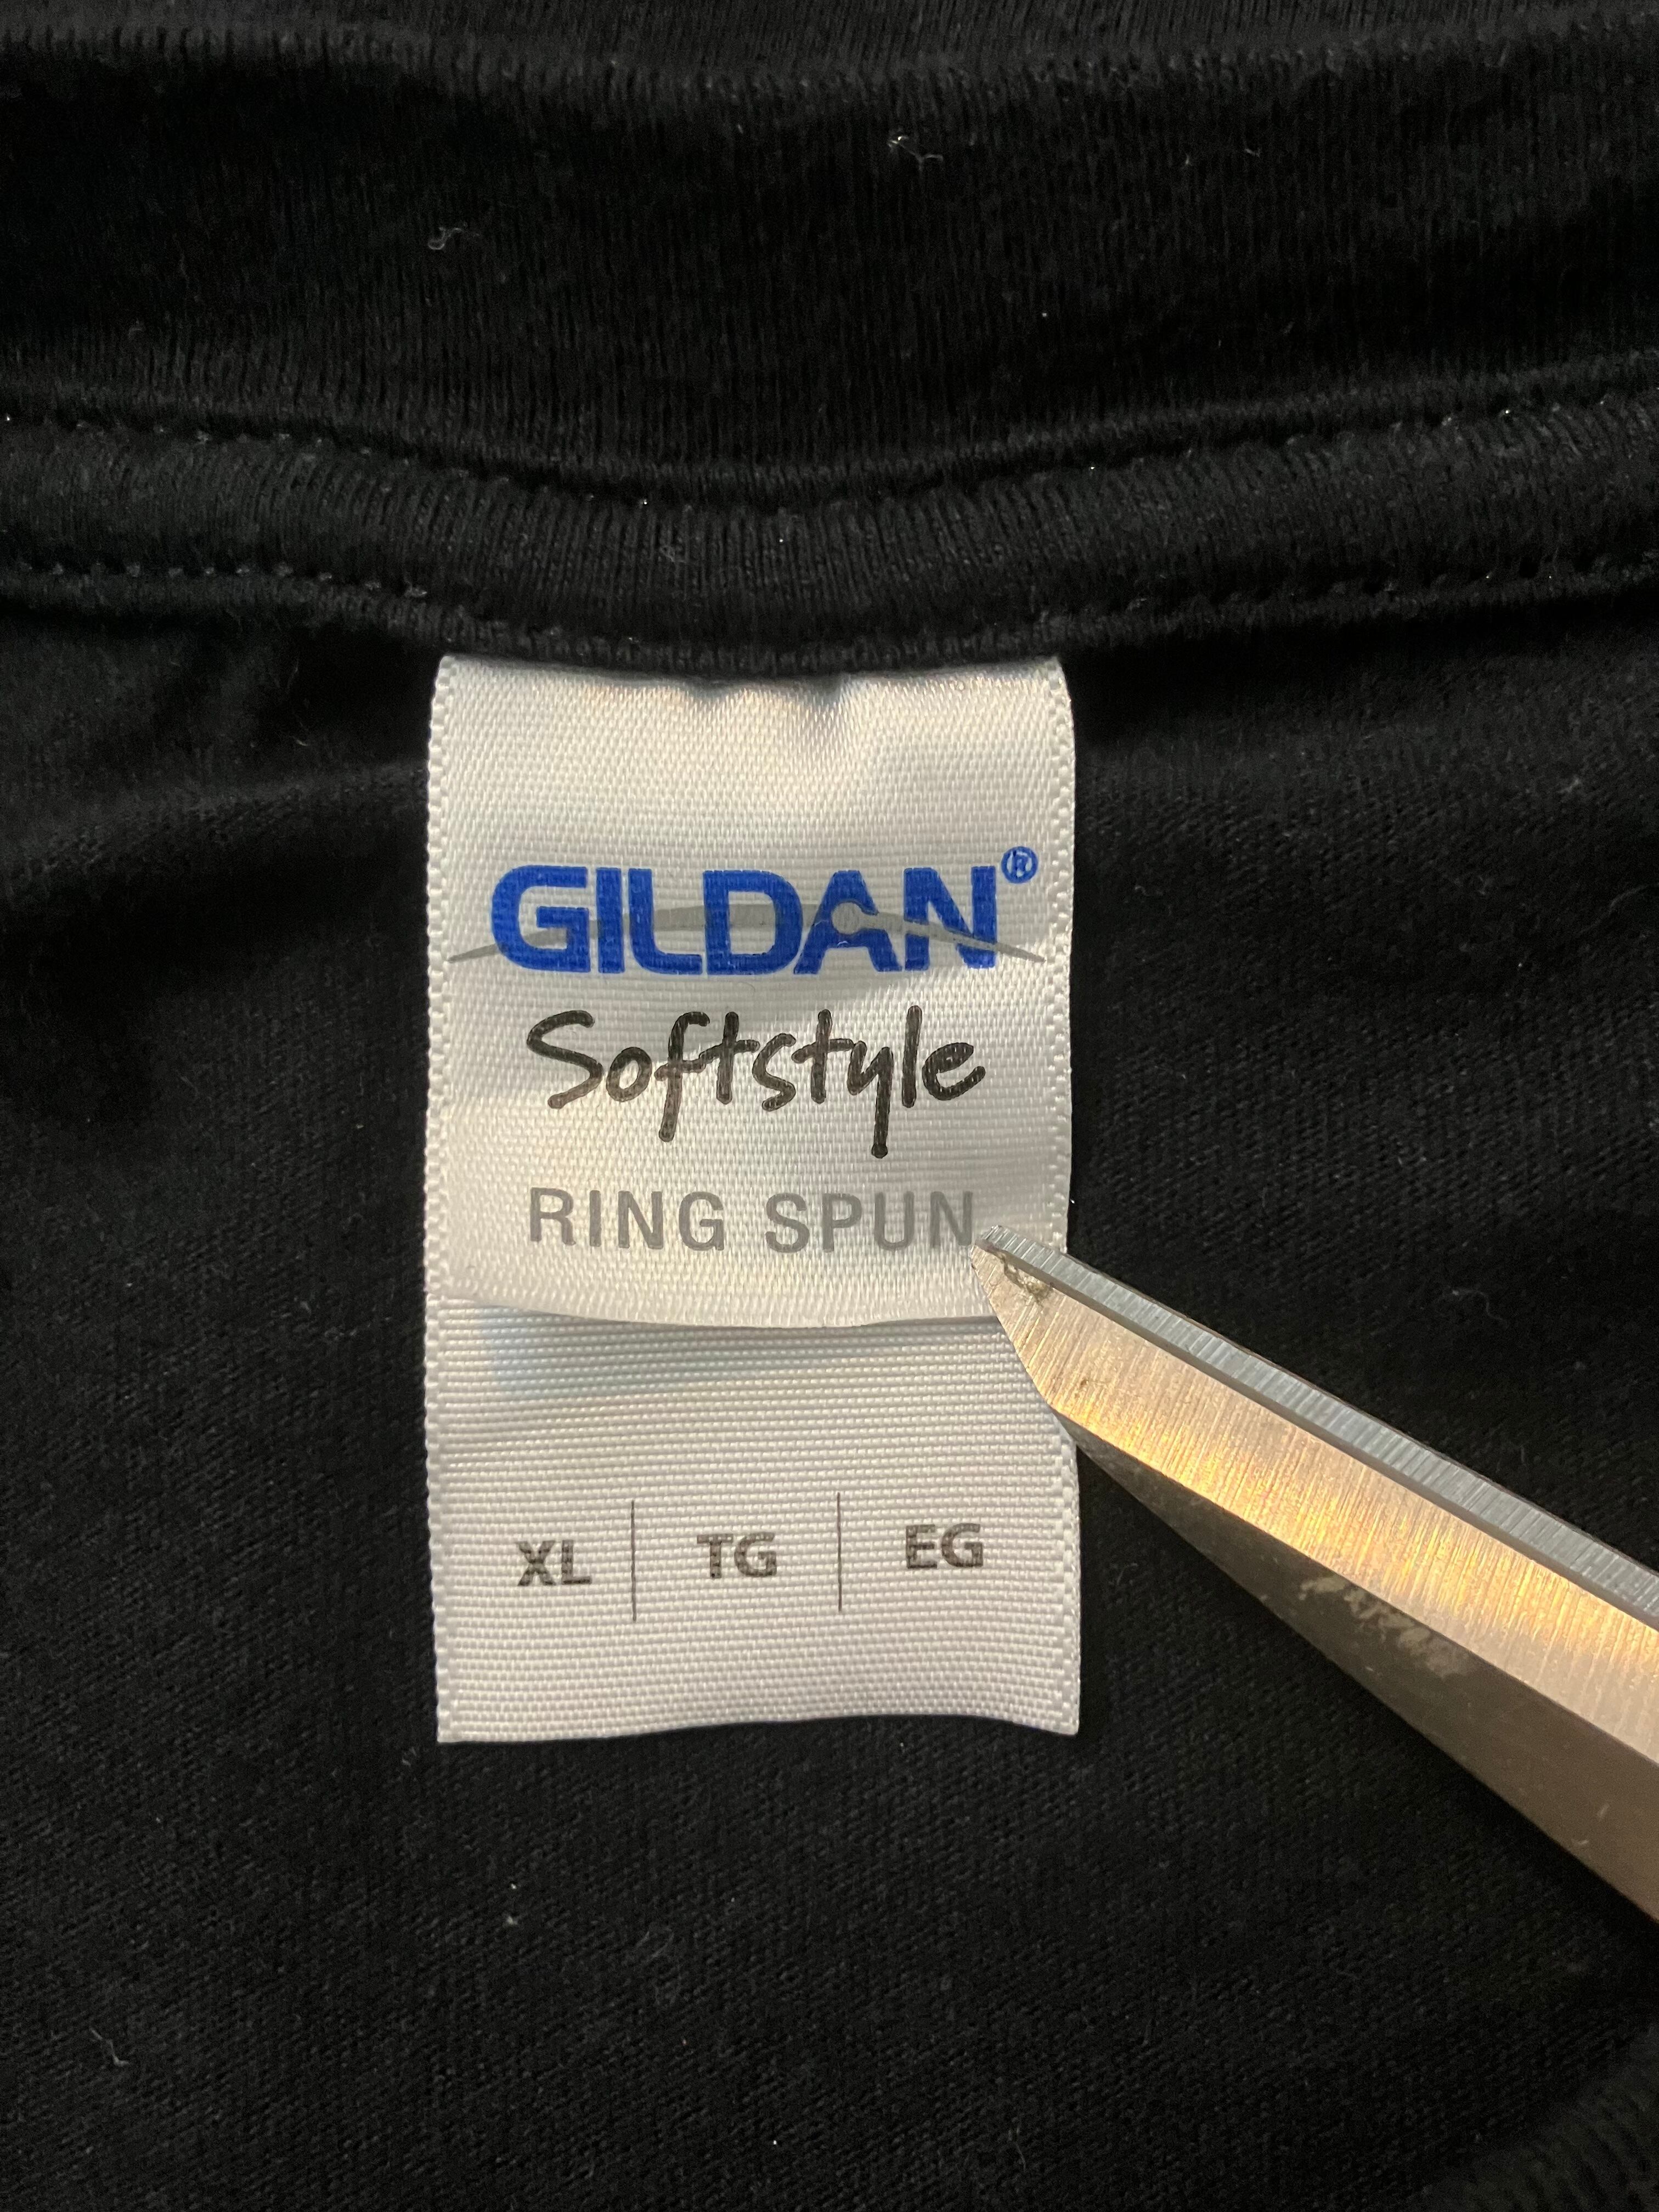 GILDAN®
Softstyle
RING SPUN
XL | TG | EG